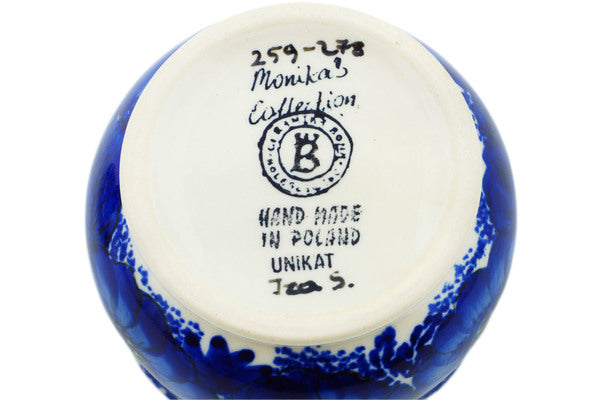 259-278
Monika's
Collection
B
HAND MADE
IN POLAND
UNIKAT
Iza S.